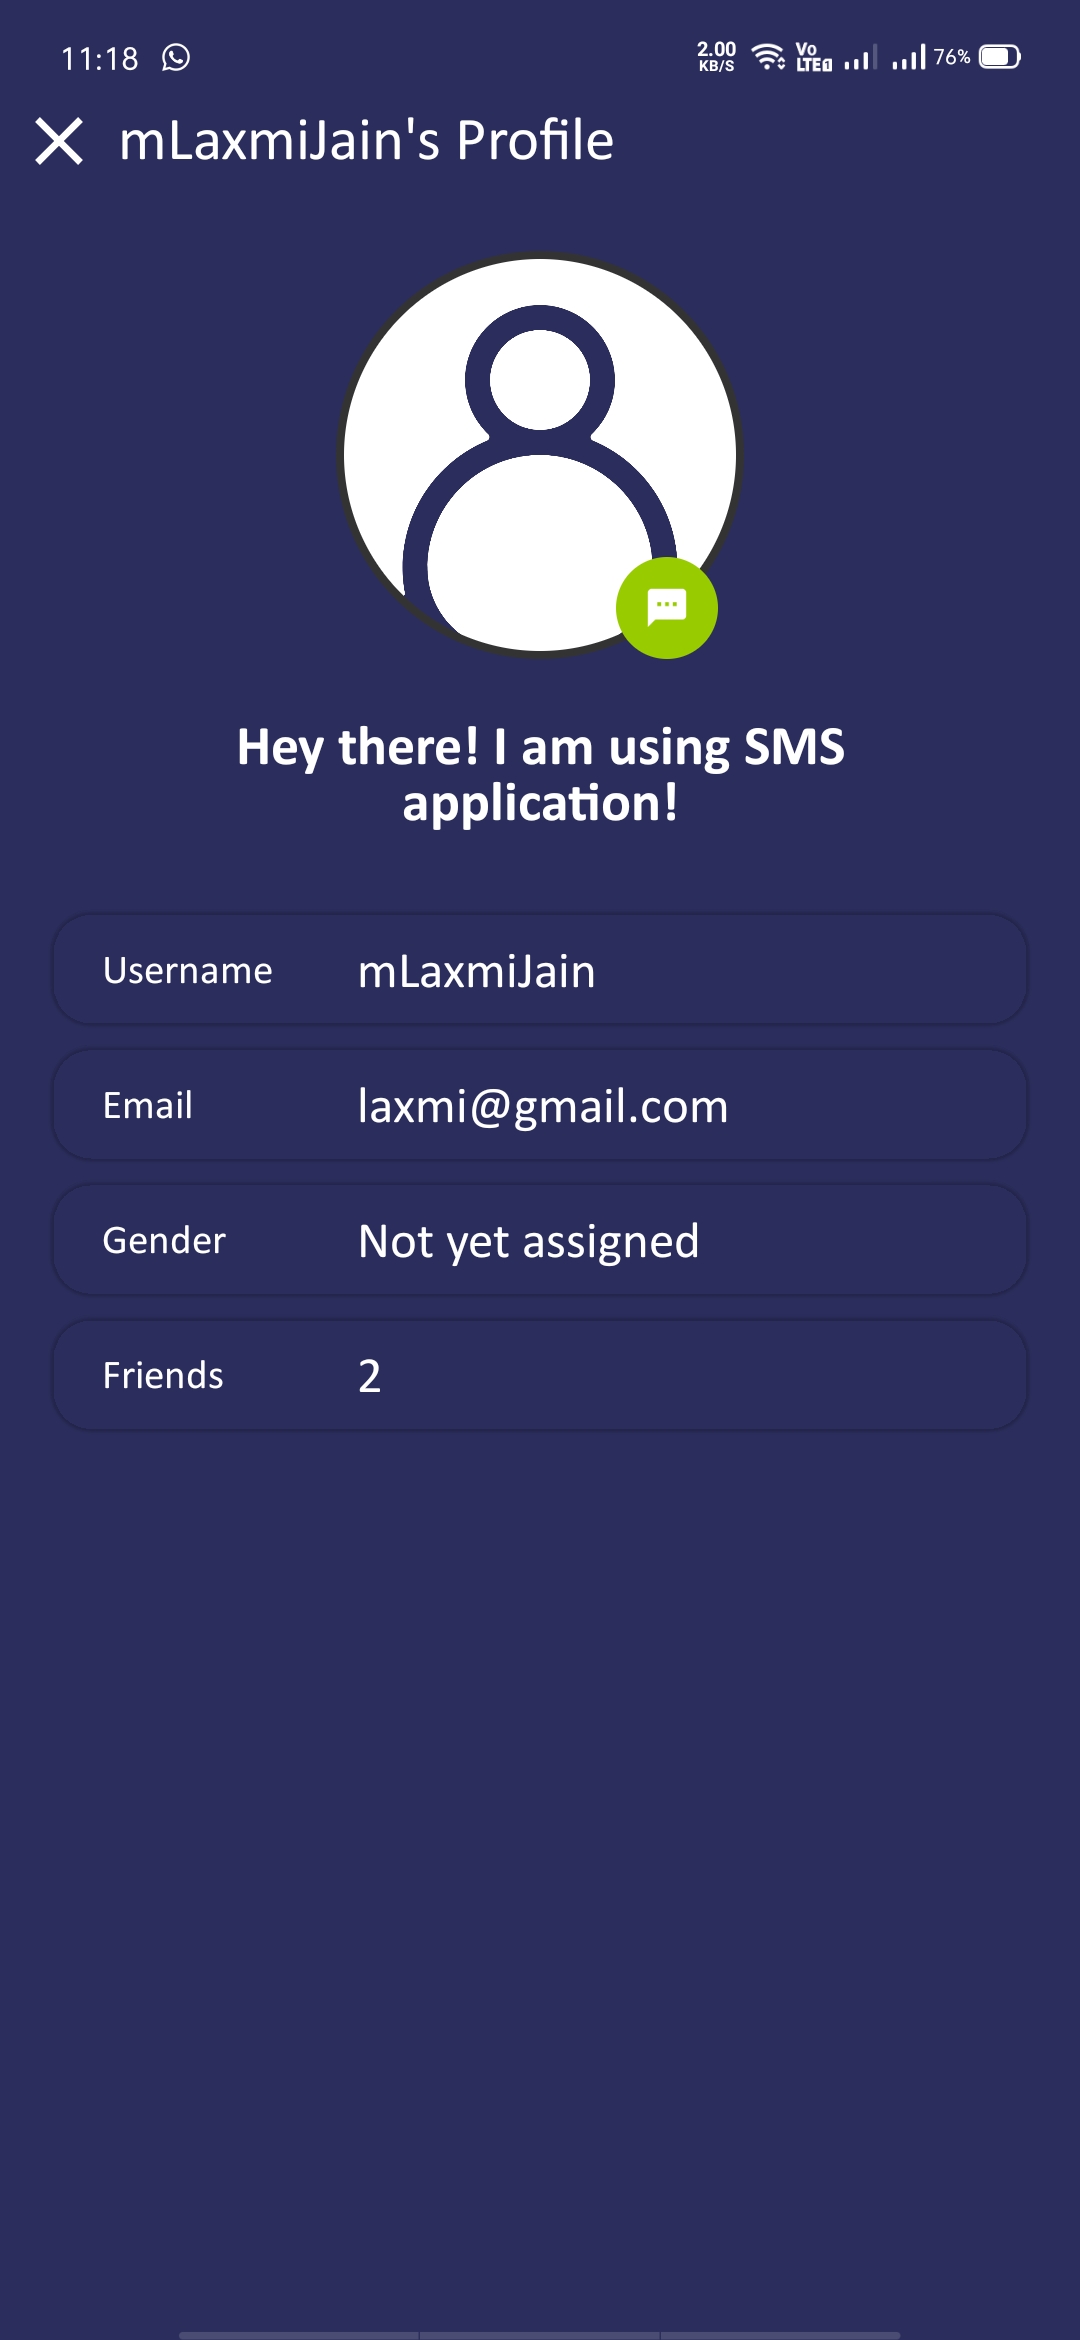 11:18
2.00
KB/S
Vo
LTE1
76%
mLaxmiJain's Profile
Hey there! I am using SMS
application!
Username mLaxmiJain
Email laxmi@gmail.com
Gender Not yet assigned
Friends 2